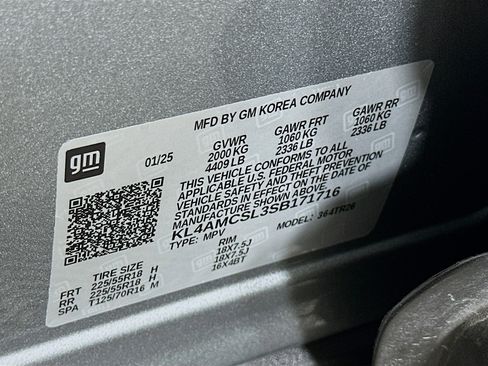 MFD BY GM KOREA COMPANY
gm
01/25
GVWR GAWR FRT GAWR RR
2000 KG 1060 KG 1060 KG
4409 LB 2336 LB 2336 LB
THIS VEHICLE CONFORMS TO ALL
APPLICABLE U.S. FEDERAL MOTOR
VEHICLE SAFETY AND THEFT PREVENTION
STANDARDS IN EFFECT ON THE DATE OF
MANUFACTURE SHOWN ABOVE.
KL4AMCSL3SB171716
TYPE: MPV MODEL: 364TR26
TIRE SIZE RIM
FRT 225/55R18 H 18X7.5J
RR 225/55R18 H 18X7.5J
SPA T125/70R16 M 16X4BT